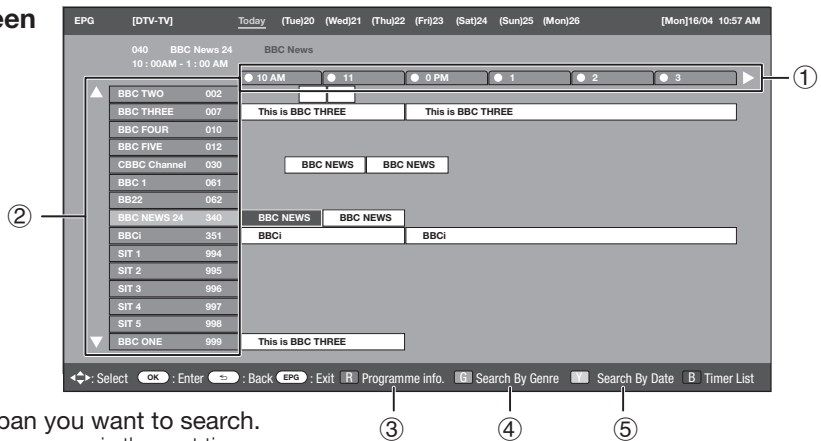 een
EPG [DTV-TV] Today (Tue)20 (Wed)21 (Thu)22 (Fri)23 (Sat)24 (Sun)25 (Mon)26 [Mon]16/04 10:57 AM
040 BBC News 24 BBC News
10 : 00AM - 1 : 00 AM
10 AM 11 0 PM 1 2 3
①
BBC TWO 002
BBC THREE 007 This is BBC THREE This is BBC THREE
BBC FOUR 010
BBC FIVE 012
CBBC Channel 030 BBC NEWS BBC NEWS
BBC 1 061
BB22 062
②
BBC NEWS 24 340 BBC NEWS BBC NEWS
BBCi 351 BBCi BBCi
SIT 1 994
SIT 2 995
SIT 3 996
SIT 4 997
SIT 5 998
BBC ONE 999 This is BBC THREE
: Select OK : Enter : Back EPG : Exit R Programme info. G Search By Genre Y Search By Date B Timer List
③ ④ ⑤
pan you want to search.